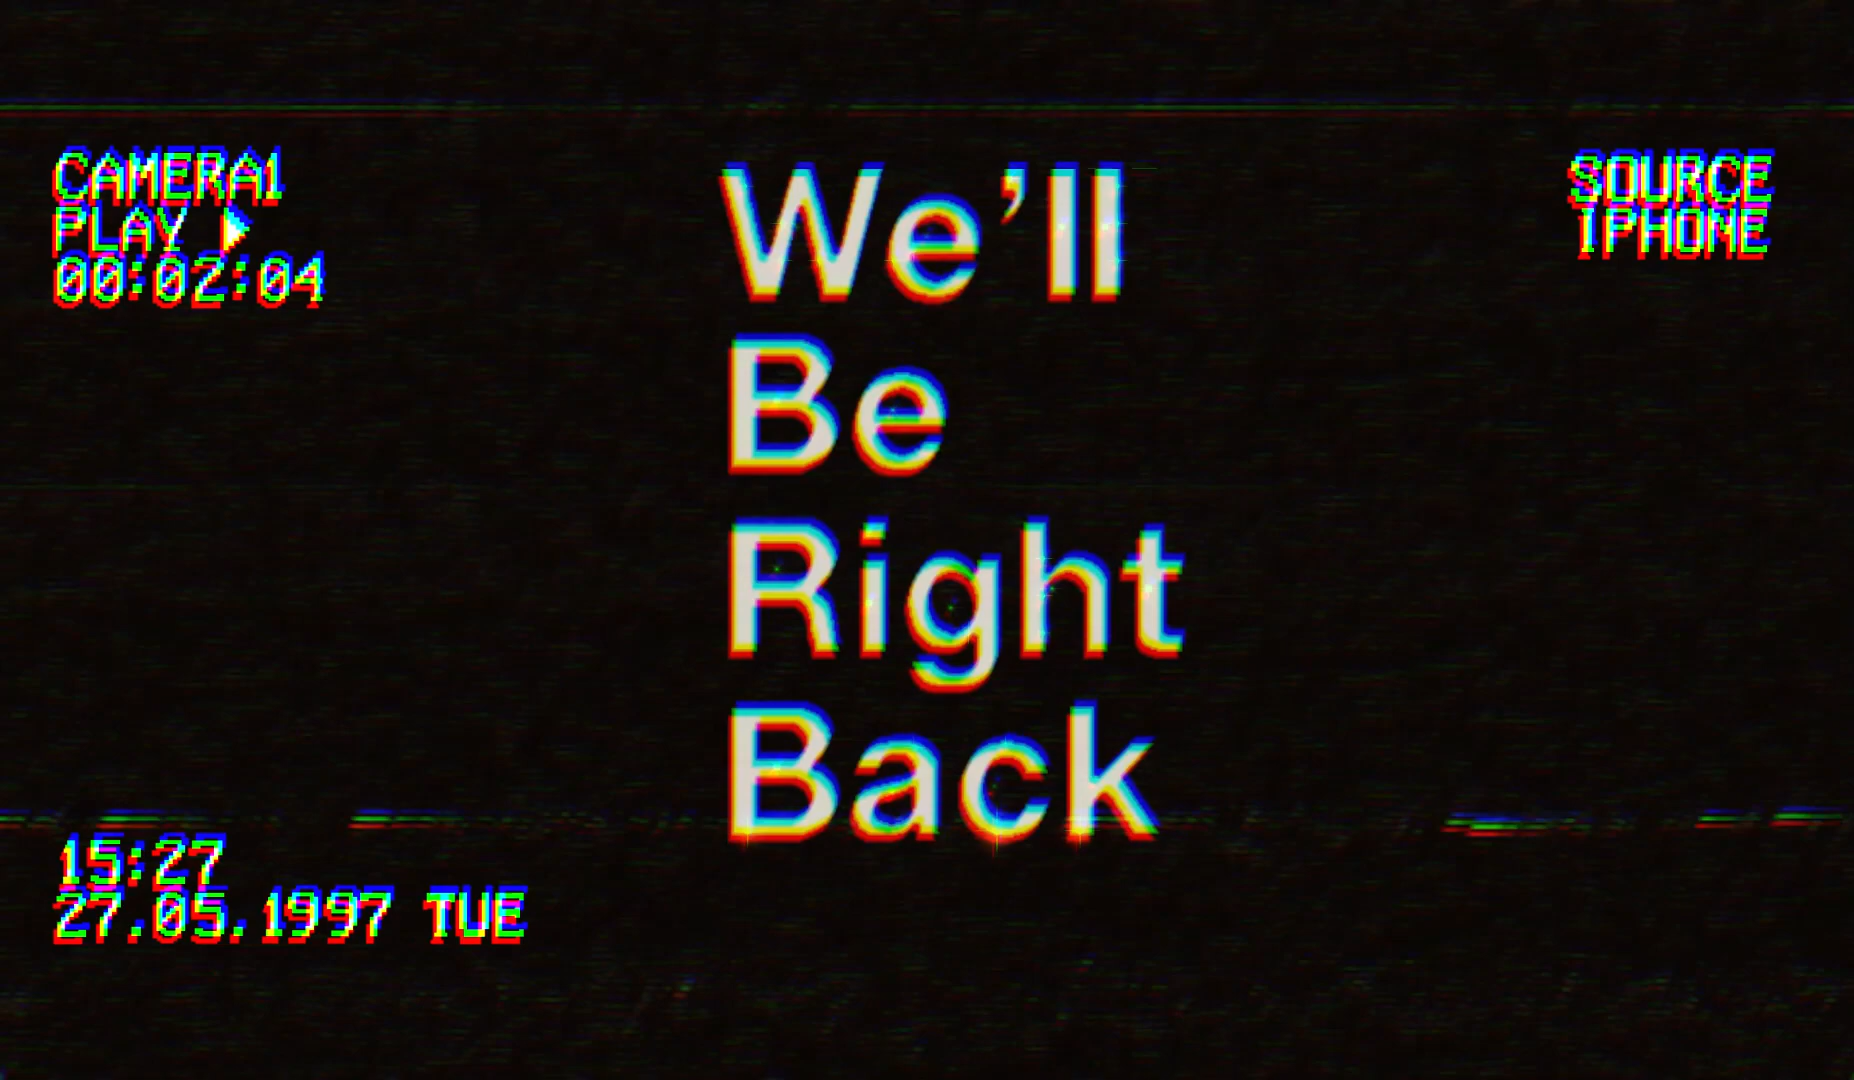 CAMERA1
PLAY ▶
00:02:04
SOURCE
IPHONE
We’ll
Be
Right
Back
15:27
27.05.1997 TUE